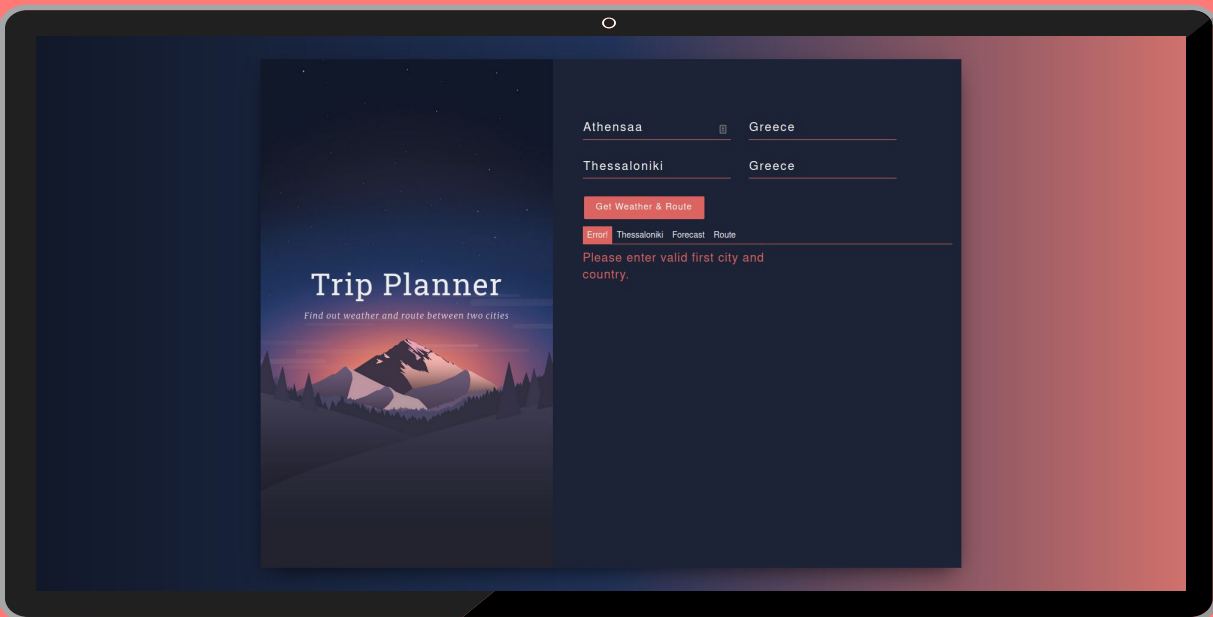 Trip Planner
Find out weather and route between two cities
Athensaa Greece
Thessaloniki Greece
Get Weather & Route
Error! Thessaloniki Forecast Route
Please enter valid first city and
country.